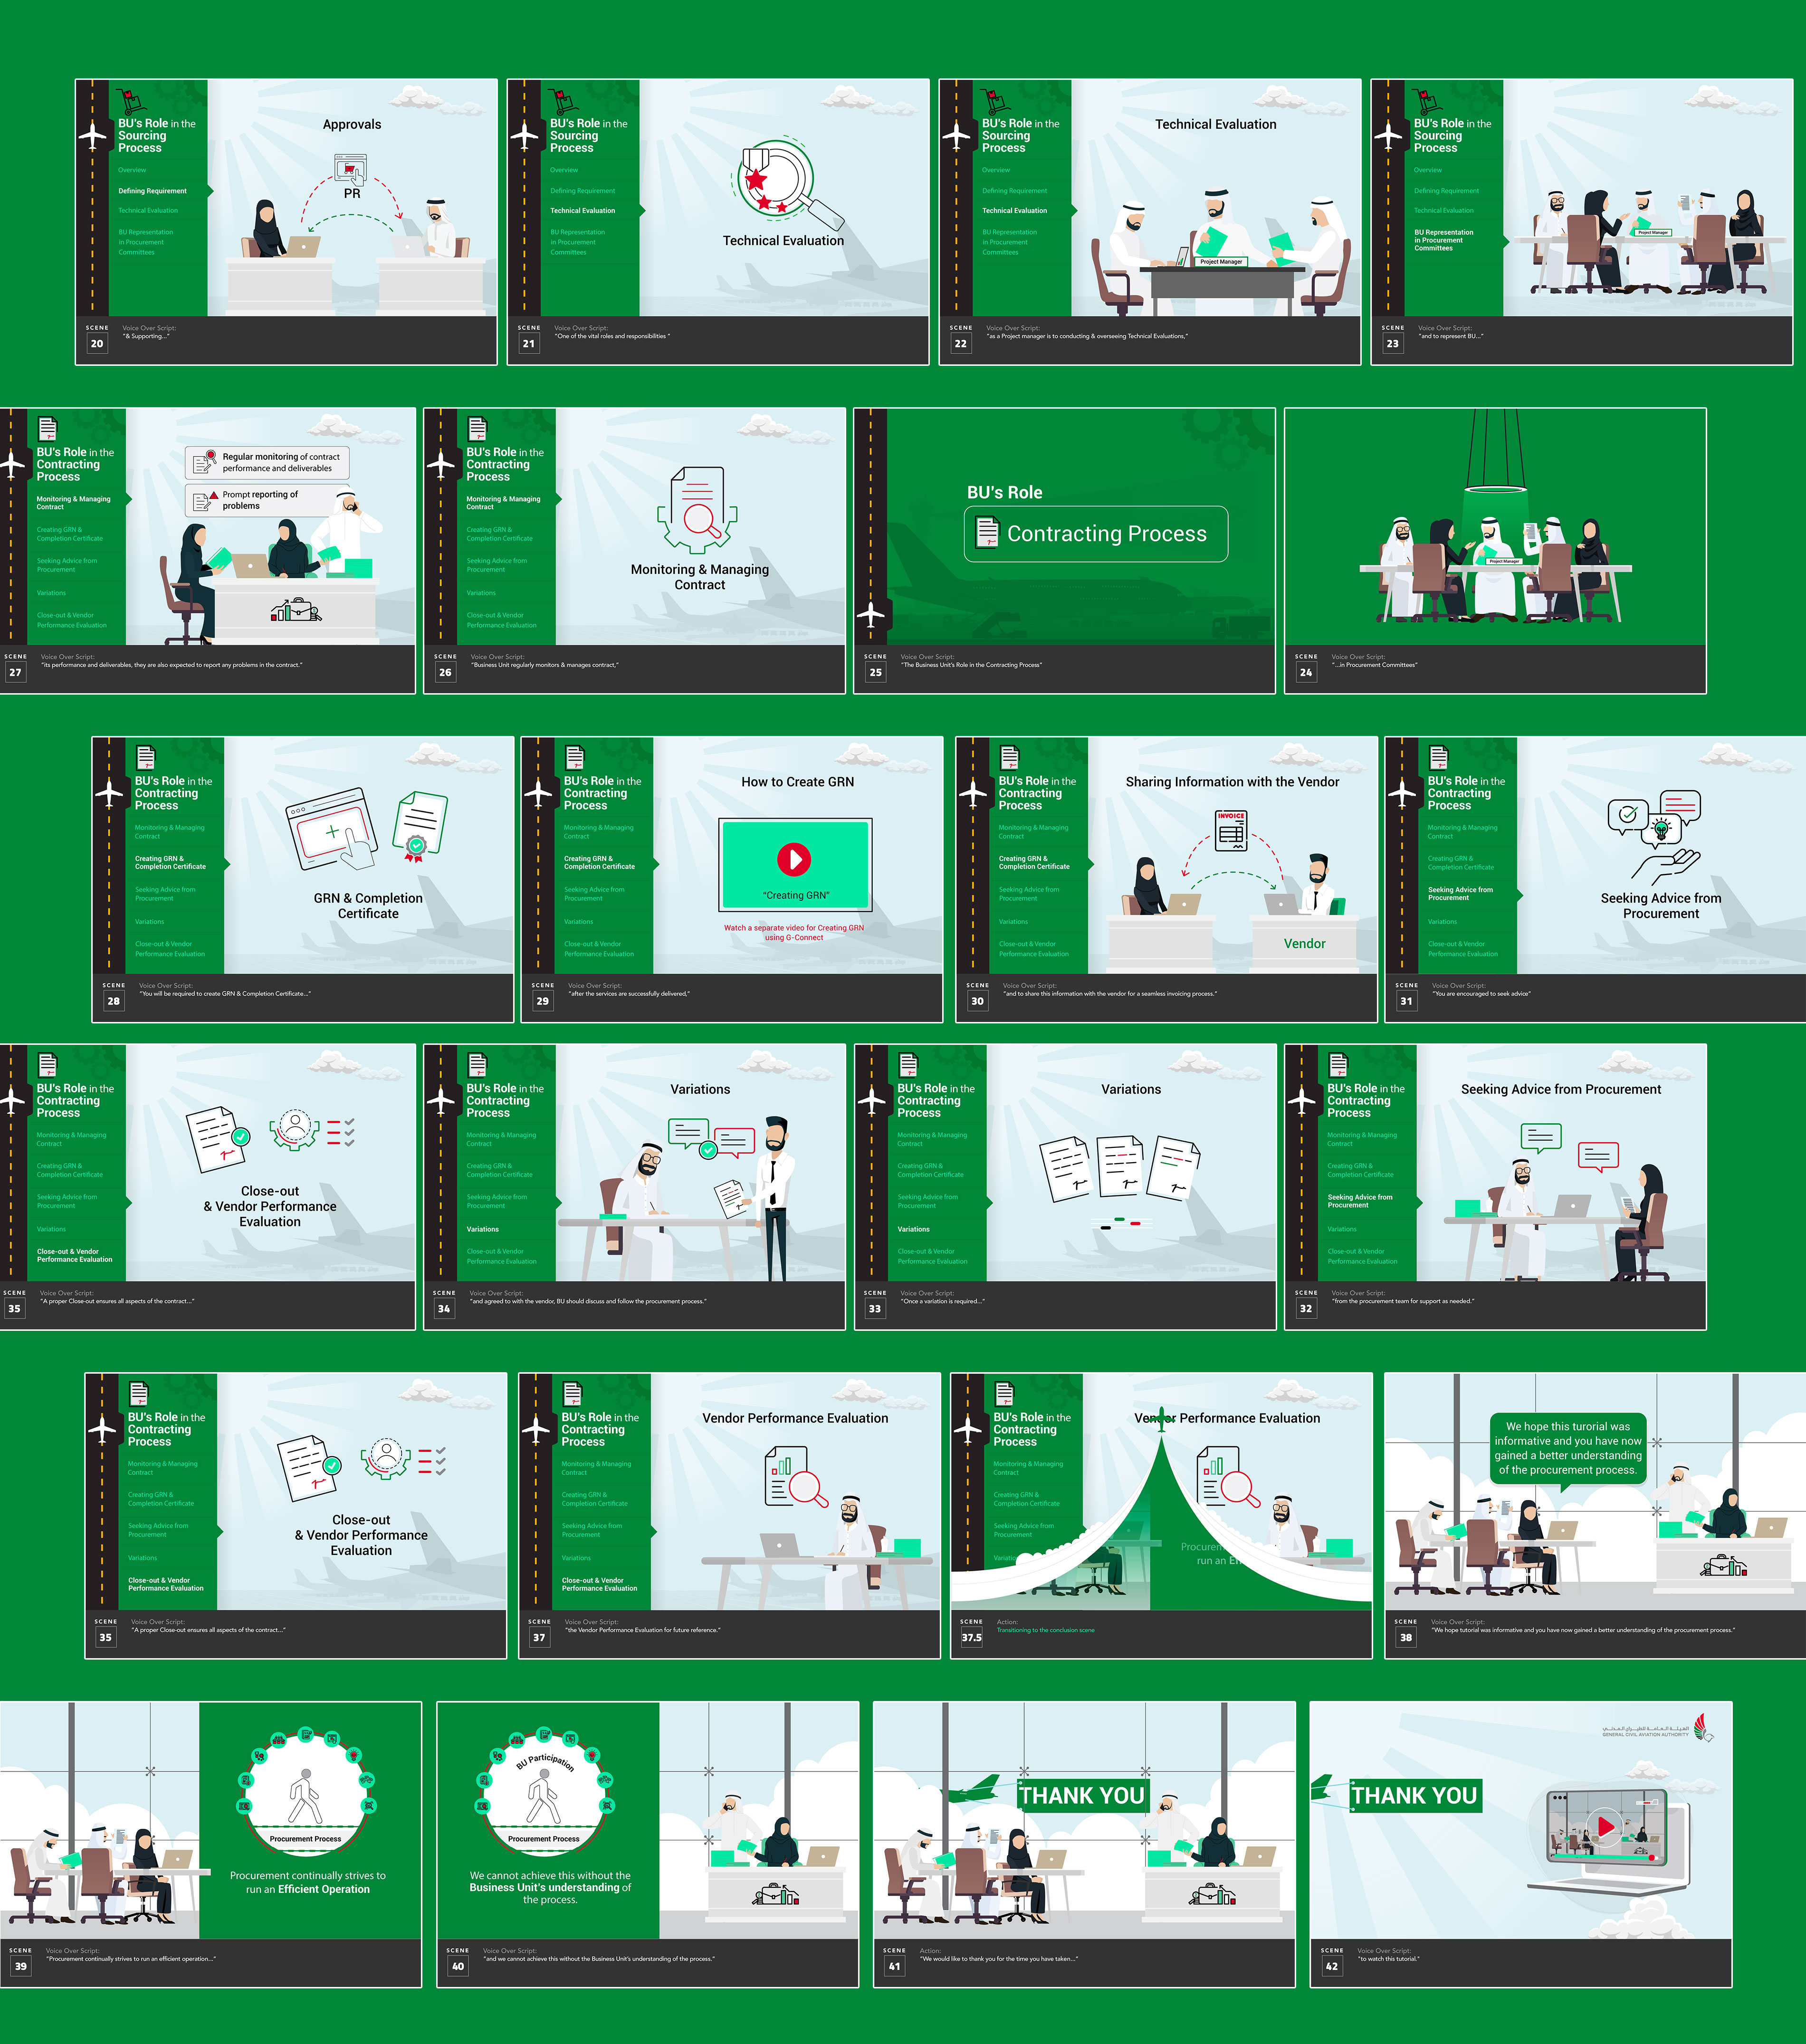 BU's Role in the
Sourcing
Process
Overview
Defining Requirement
Technical Evaluation
BU Representation
in Procurement
Committees
Approvals
PR
SCENE
20
Voice Over Script:
"& Supporting..."
BU's Role in the
Sourcing
Process
Overview
Defining Requirement
Technical Evaluation
BU Representation
in Procurement
Committees
Technical Evaluation
SCENE
21
Voice Over Script:
"One of the vital roles and responsibilities "
BU's Role in the
Sourcing
Process
Overview
Defining Requirement
Technical Evaluation
BU Representation
in Procurement
Committees
Technical Evaluation
Project Manager
SCENE
22
Voice Over Script:
"as a Project manager is to conducting & overseeing Technical Evaluations,"
BU's Role in the
Sourcing
Process
Overview
Defining Requirement
Technical Evaluation
BU Representation
in Procurement
Committees
Project Manager
SCENE
23
Voice Over Script:
"and to represent BU..."
BU's Role in the
Contracting
Process
Monitoring & Managing
Contract
Creating GRN &
Completion Certificate
Seeking Advice from
Procurement
Variations
Close-out & Vendor
Performance Evaluation
Regular monitoring of contract
performance and deliverables
Prompt reporting of
problems
SCENE
27
Voice Over Script:
"its performance and deliverables, they are also expected to report any problems in the contract."
BU's Role in the
Contracting
Process
Monitoring & Managing
Contract
Creating GRN &
Completion Certificate
Seeking Advice from
Procurement
Variations
Close-out & Vendor
Performance Evaluation
Monitoring & Managing
Contract
SCENE
26
Voice Over Script:
"Business Unit regularly monitors & manages contract,"
BU's Role
Contracting Process
SCENE
25
Voice Over Script:
"The Business Unit's Role in the Contracting Process"
Project Manager
SCENE
24
Voice Over Script:
"...in Procurement Committees"
BU's Role in the
Contracting
Process
Monitoring & Managing
Contract
Creating GRN &
Completion Certificate
Seeking Advice from
Procurement
Variations
Close-out & Vendor
Performance Evaluation
GRN & Completion
Certificate
SCENE
28
Voice Over Script:
"You will be required to create GRN & Completion Certificate..."
BU's Role in the
Contracting
Process
Monitoring & Managing
Contract
Creating GRN &
Completion Certificate
Seeking Advice from
Procurement
Variations
Close-out & Vendor
Performance Evaluation
How to Create GRN
"Creating GRN"
Watch a separate video for Creating GRN
using G-Connect
SCENE
29
Voice Over Script:
"after the services are successfully delivered,"
BU's Role in the
Contracting
Process
Monitoring & Managing
Contract
Creating GRN &
Completion Certificate
Seeking Advice from
Procurement
Variations
Close-out & Vendor
Performance Evaluation
Sharing Information with the Vendor
INVOICE
Vendor
SCENE
30
Voice Over Script:
"and to share this information with the vendor for a seamless invoicing process."
BU's Role in the
Contracting
Process
Monitoring & Managing
Contract
Creating GRN &
Completion Certificate
Seeking Advice from
Procurement
Variations
Close-out & Vendor
Performance Evaluation
Seeking Advice from
Procurement
SCENE
31
Voice Over Script:
"You are encouraged to seek advice"
BU's Role in the
Contracting
Process
Monitoring & Managing
Contract
Creating GRN &
Completion Certificate
Seeking Advice from
Procurement
Variations
Close-out & Vendor
Performance Evaluation
Close-out
& Vendor Performance
Evaluation
SCENE
35
Voice Over Script:
"A proper Close-out ensures all aspects of the contract..."
BU's Role in the
Contracting
Process
Monitoring & Managing
Contract
Creating GRN &
Completion Certificate
Seeking Advice from
Procurement
Variations
Close-out & Vendor
Performance Evaluation
Variations
SCENE
34
Voice Over Script:
"and agreed to with the vendor, BU should discuss and follow the procurement process."
BU's Role in the
Contracting
Process
Monitoring & Managing
Contract
Creating GRN &
Completion Certificate
Seeking Advice from
Procurement
Variations
Close-out & Vendor
Performance Evaluation
Variations
SCENE
33
Voice Over Script:
"Once a variation is required..."
BU's Role in the
Contracting
Process
Monitoring & Managing
Contract
Creating GRN &
Completion Certificate
Seeking Advice from
Procurement
Variations
Close-out & Vendor
Performance Evaluation
Seeking Advice from Procurement
SCENE
32
Voice Over Script:
"from the procurement team for support as needed."
BU's Role in the
Contracting
Process
Monitoring & Managing
Contract
Creating GRN &
Completion Certificate
Seeking Advice from
Procurement
Variations
Close-out & Vendor
Performance Evaluation
Close-out
& Vendor Performance
Evaluation
SCENE
35
Voice Over Script:
"A proper Close-out ensures all aspects of the contract..."
BU's Role in the
Contracting
Process
Monitoring & Managing
Contract
Creating GRN &
Completion Certificate
Seeking Advice from
Procurement
Variations
Close-out & Vendor
Performance Evaluation
Vendor Performance Evaluation
SCENE
37
Voice Over Script:
"the Vendor Performance Evaluation for future reference."
BU's Role in the
Contracting
Process
Monitoring & Managing
Contract
Creating GRN &
Completion Certificate
Seeking Advice from
Procurement
Variatio
Vendor Performance Evaluation
Procurem
run an E
SCENE
37.5
Action:
Transitioning to the conclusion scene
We hope this turorial was
informative and you have now
gained a better understanding
of the procurement process.
SCENE
38
Voice Over Script:
"We hope tutorial was informative and you have now gained a better understanding of the procurement process."
Procurement Process
Procurement continually strives to
run an Efficient Operation
SCENE
39
Voice Over Script:
"Procurement continually strives to run an efficient operation..."
BU Participation
Procurement Process
We cannot achieve this without the
Business Unit's understanding of
the process.
SCENE
40
Voice Over Script:
"and we cannot achieve this without the Business Unit's understanding of the process."
THANK YOU
SCENE
41
Action:
"We would like to thank you for the time you have taken..."
الهيئة العامة للطيران المدني
GENERAL CIVIL AVIATION AUTHORITY
THANK YOU
SCENE
42
Voice Over Script:
"to watch this tutorial."